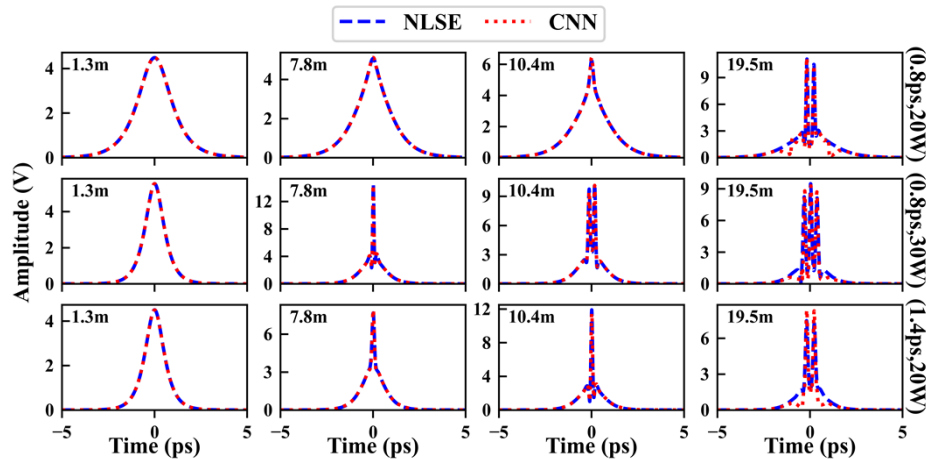 NLSE CNN
Amplitude (V)
1.3m 7.8m 10.4m 19.5m (0.8ps,20W)
4 2 0
4 2 0
6 4 2 0
9 6 3 0
1.3m 7.8m 10.4m 19.5m (0.8ps,30W)
4 2 0
12 8 4 0
9 6 3 0
9 6 3 0
1.3m 7.8m 10.4m 19.5m (1.4ps,20W)
4 2 0
6 3 0
12 8 4 0
6 3 0
−5 0 5 −5 0 5 −5 0 5 −5 0 5
Time (ps) Time (ps) Time (ps) Time (ps)